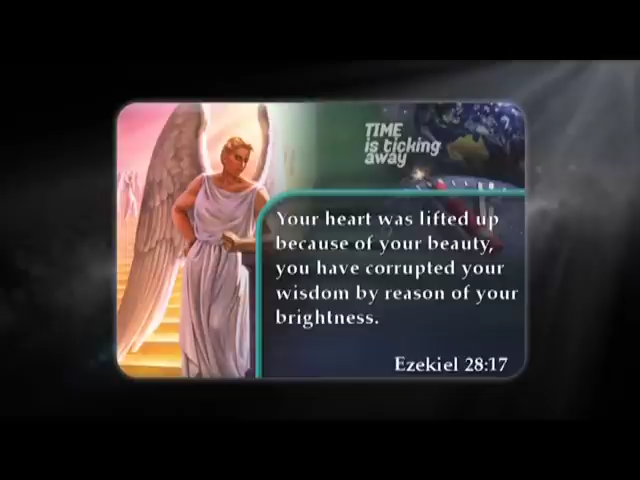 TIME
is ticking
away
Your heart was lifted up
because of your beauty,
you have corrupted your
wisdom by reason of your
brightness.
Ezekiel 28:17